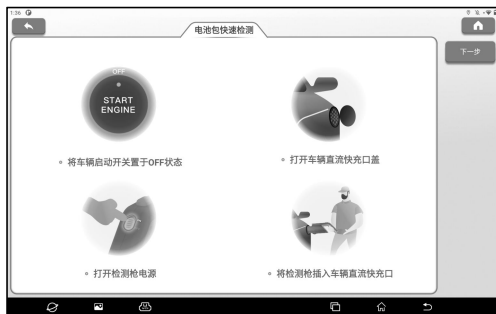 1:36
电池包快速检测
下一步
OFF
START
ENGINE
• 将车辆启动开关置于OFF状态
• 打开车辆直流快充口盖
• 打开检测枪电源
• 将检测枪插入车辆直流快充口